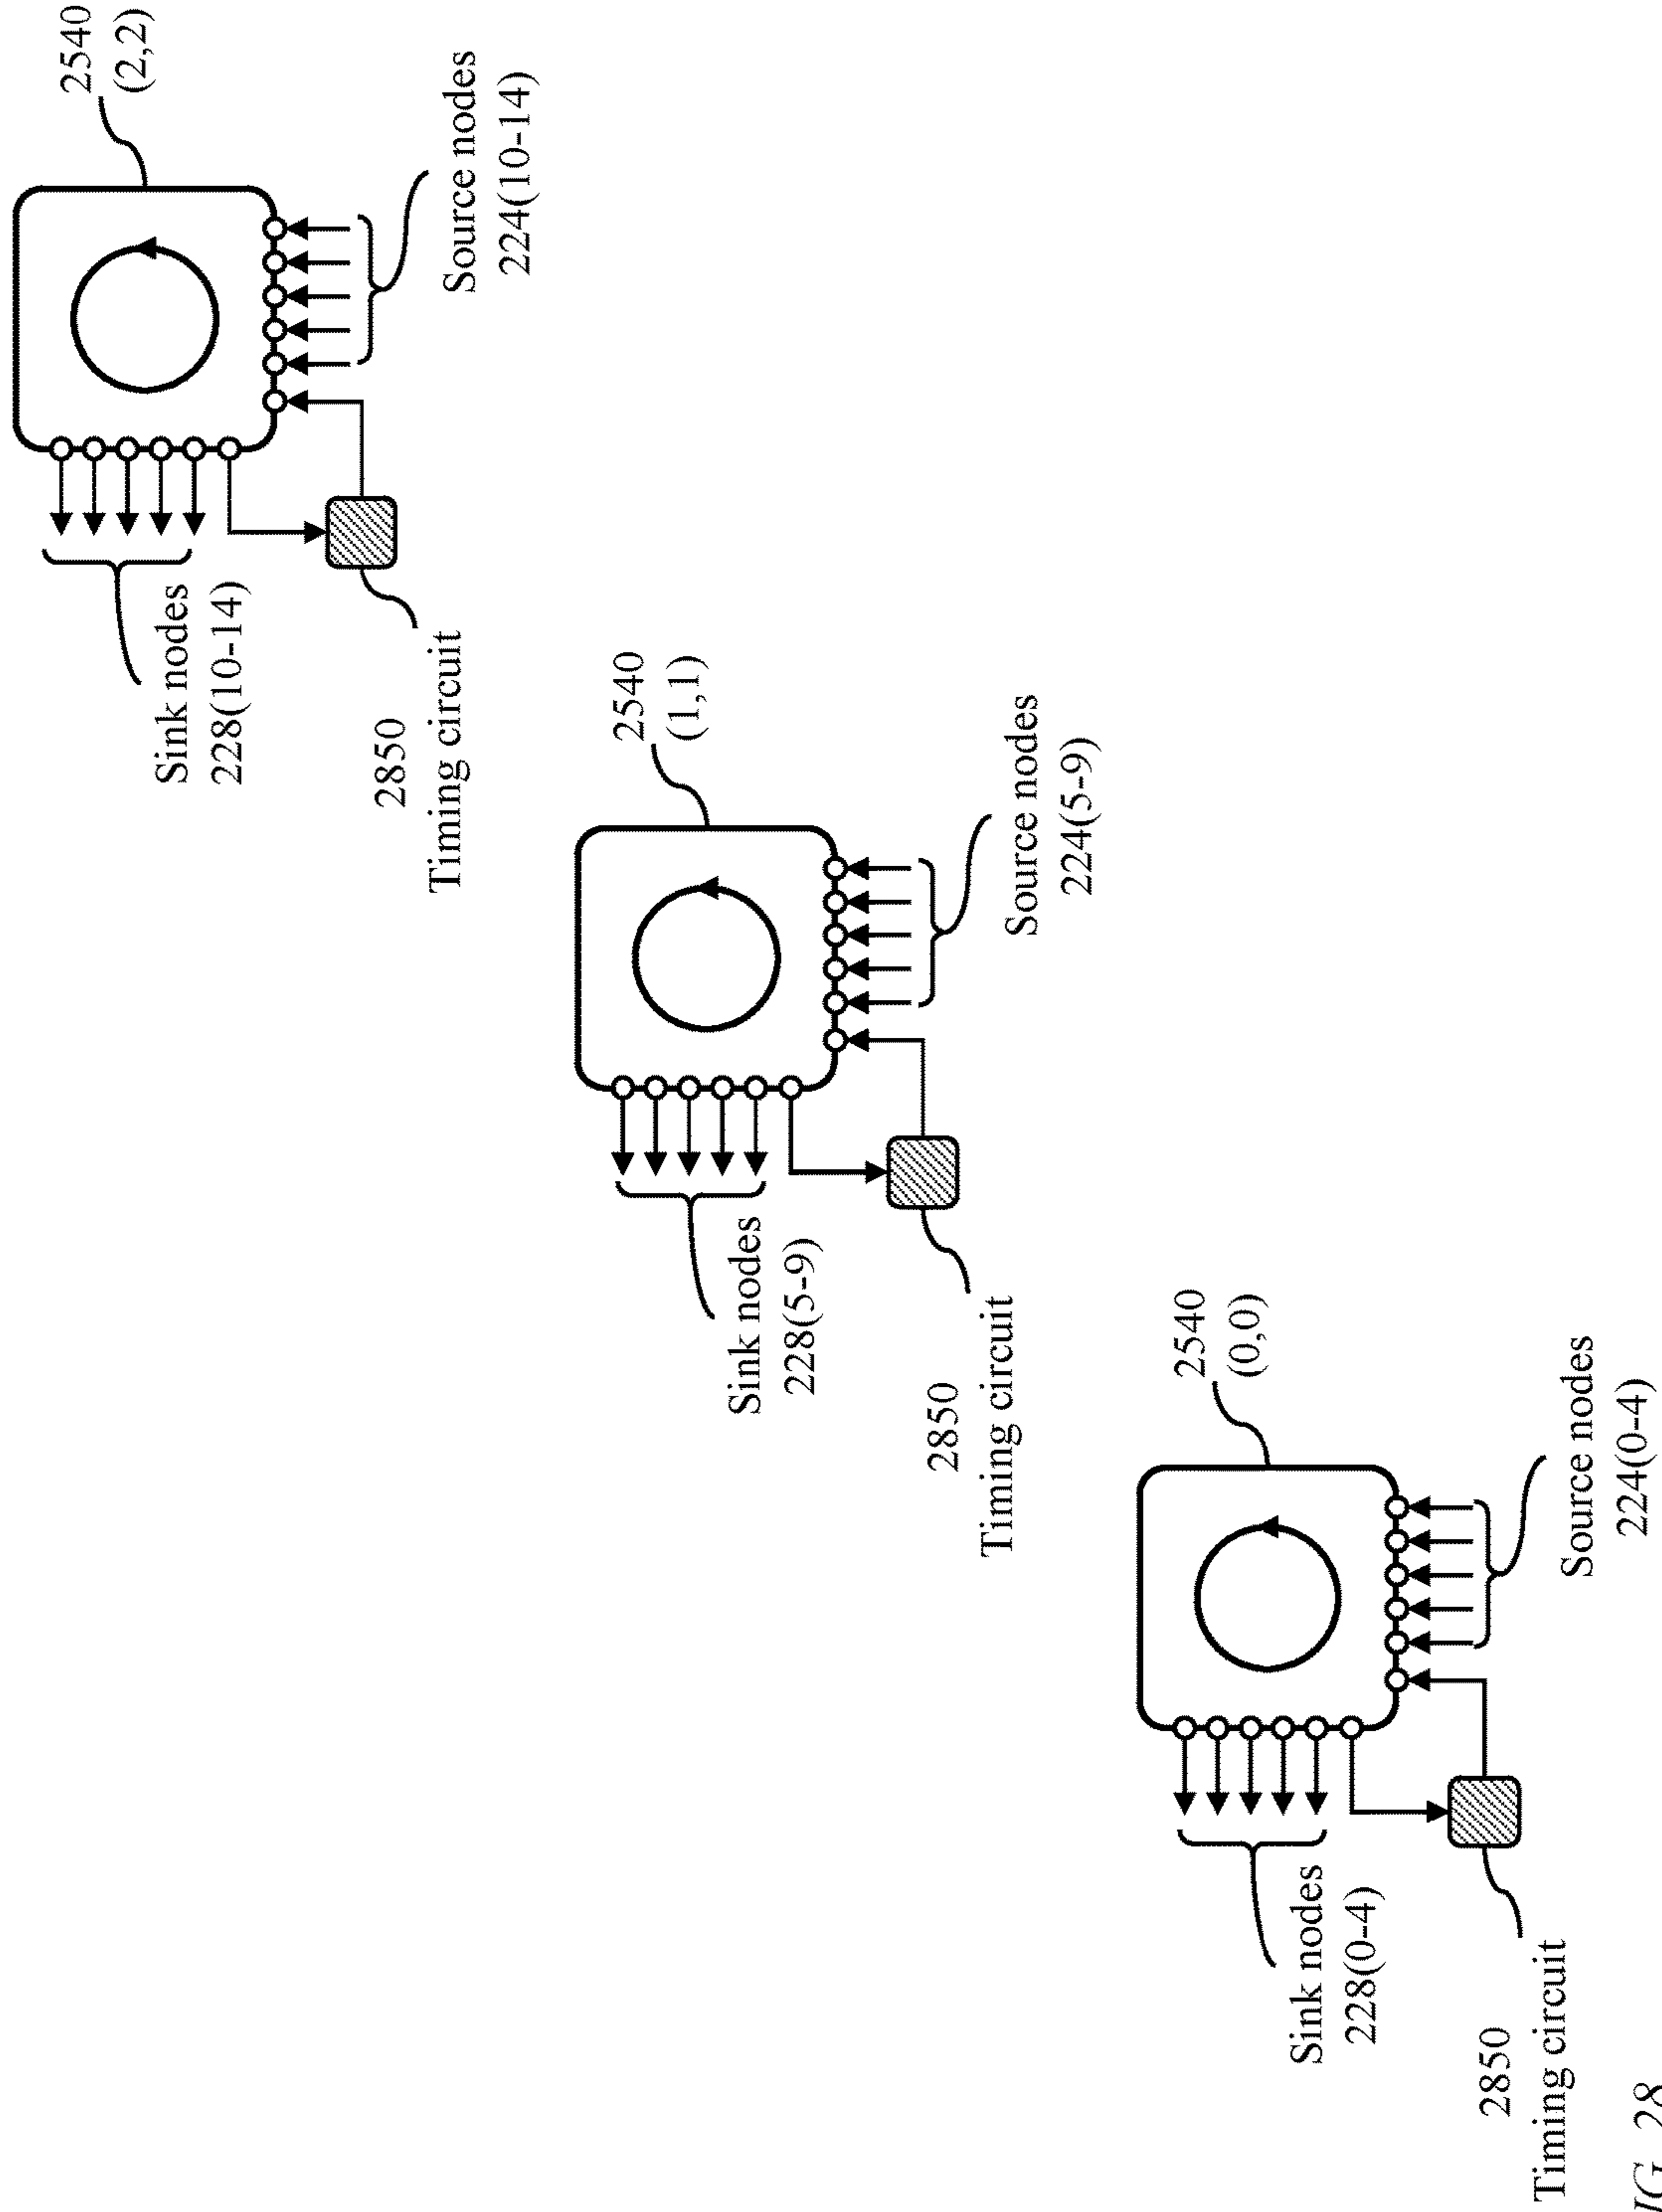 2540
(2,2)
Sink nodes
228(10-14)
2850
Timing circuit
Source nodes
224(10-14)
2540
(1,1)
Sink nodes
228(5-9)
2850
Timing circuit
Source nodes
224(5-9)
2540
(0,0)
Sink nodes
228(0-4)
2850
Timing circuit
Source nodes
224(0-4)
IG. 28